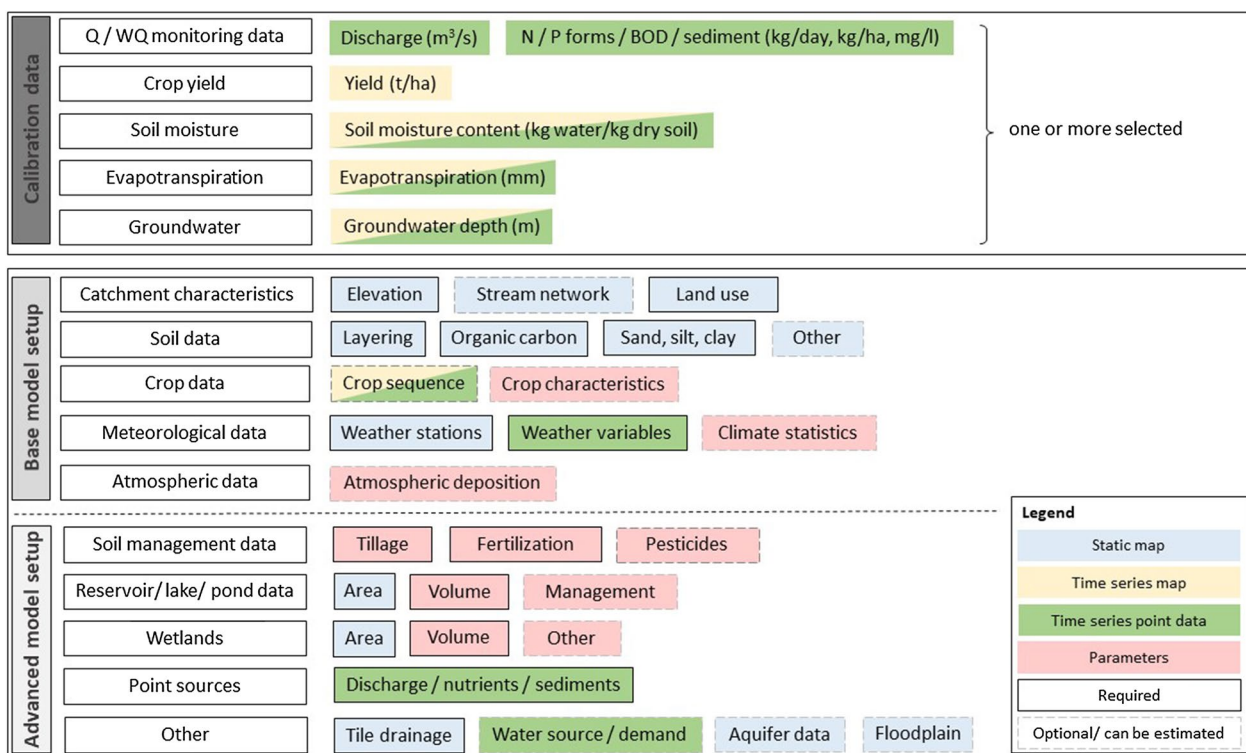 Calibration data
Q / WQ monitoring data
Discharge (m³/s)
N / P forms / BOD / sediment (kg/day, kg/ha, mg/l)
Crop yield
Yield (t/ha)
Soil moisture
Soil moisture content (kg water/kg dry soil)
one or more selected
Evapotranspiration
Evapotranspiration (mm)
Groundwater
Groundwater depth (m)
Base model setup
Catchment characteristics
Elevation
Stream network
Land use
Soil data
Layering
Organic carbon
Sand, silt, clay
Other
Crop data
Crop sequence
Crop characteristics
Meteorological data
Weather stations
Weather variables
Climate statistics
Atmospheric data
Atmospheric deposition
Advanced model setup
Soil management data
Tillage
Fertilization
Pesticides
Reservoir/ lake/ pond data
Area
Volume
Management
Wetlands
Area
Volume
Other
Point sources
Discharge / nutrients / sediments
Other
Tile drainage
Water source / demand
Aquifer data
Floodplain
Legend
Static map
Time series map
Time series point data
Parameters
Required
Optional/ can be estimated